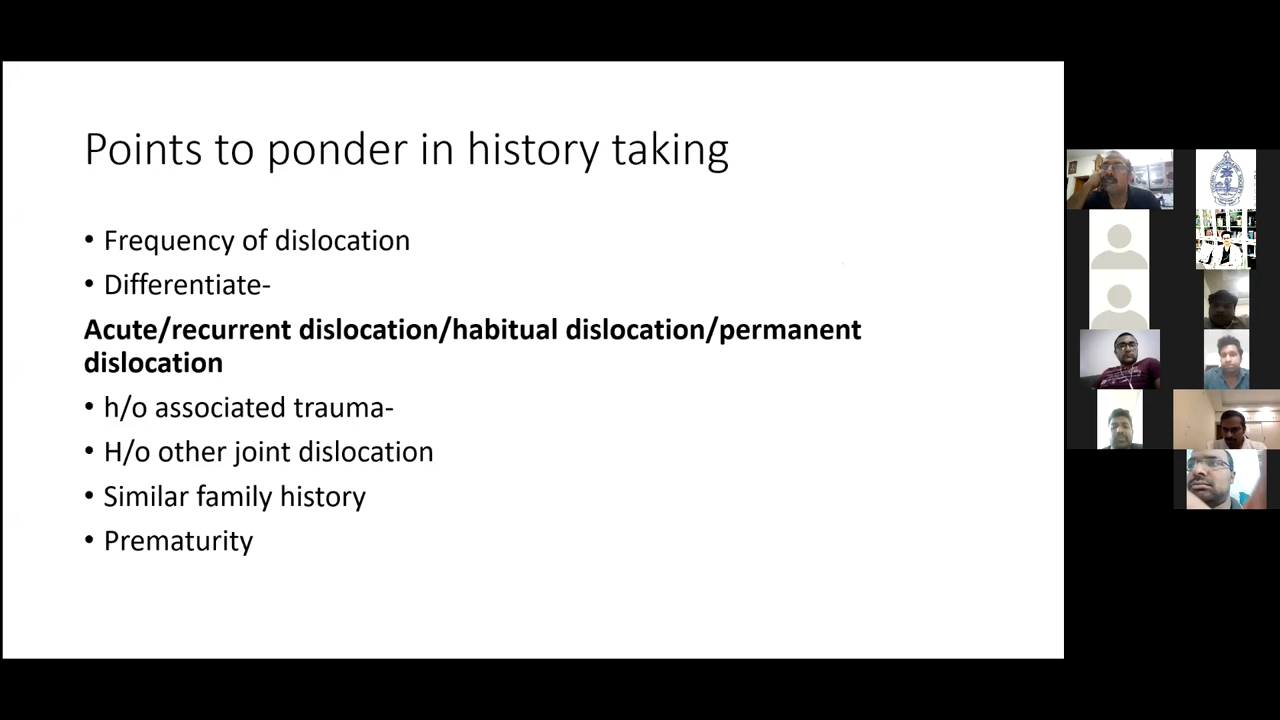 Points to ponder in history taking
• Frequency of dislocation
• Differentiate-
Acute/recurrent dislocation/habitual dislocation/permanent
dislocation
• h/o associated trauma-
• H/o other joint dislocation
• Similar family history
• Prematurity